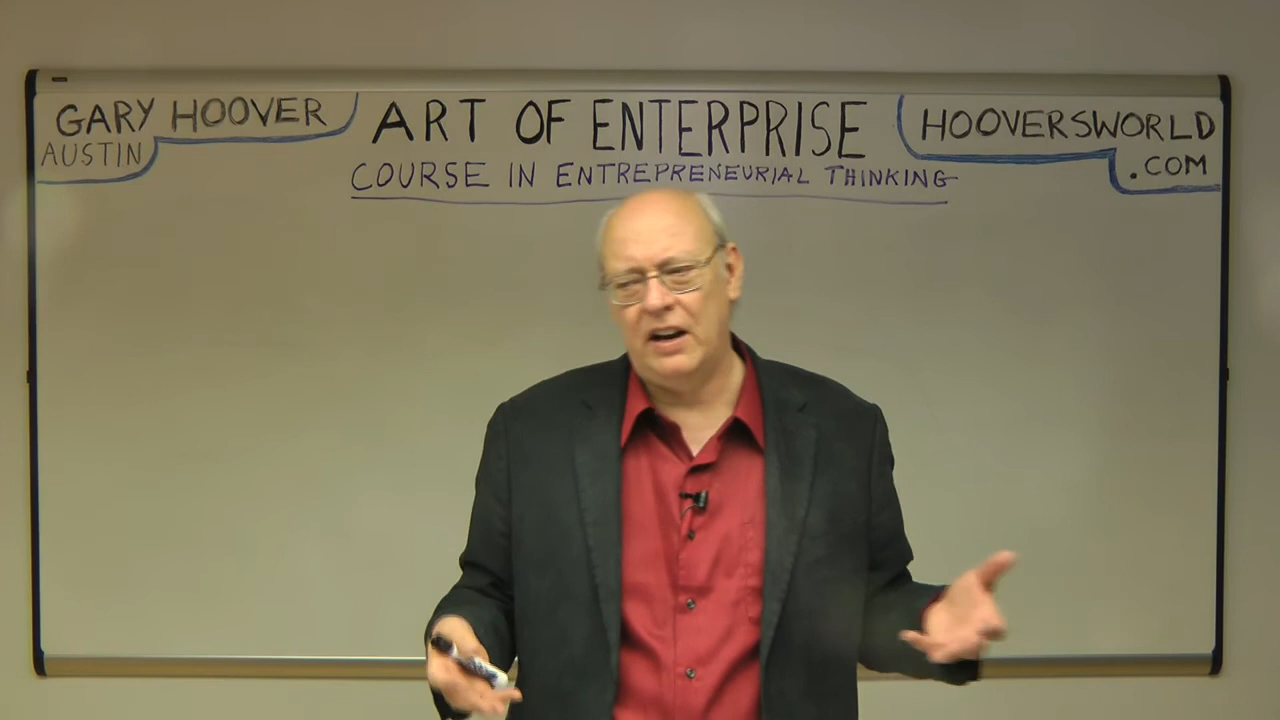 GARY HOOVER
AUSTIN
ART OF ENTERPRISE
COURSE IN ENTREPRENEURIAL THINKING
HOOVERSWORLD
.COM